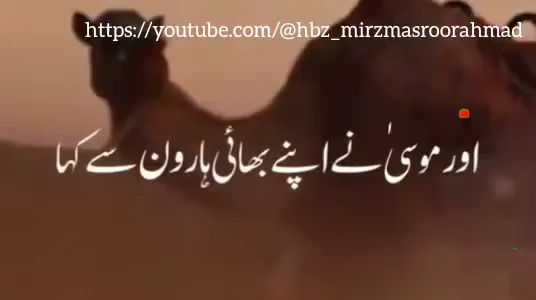 https://youtube.com/@hbz_mirzmasroorahmad
اور موسیٰ نے اپنے بھائی ہارون سے کہا